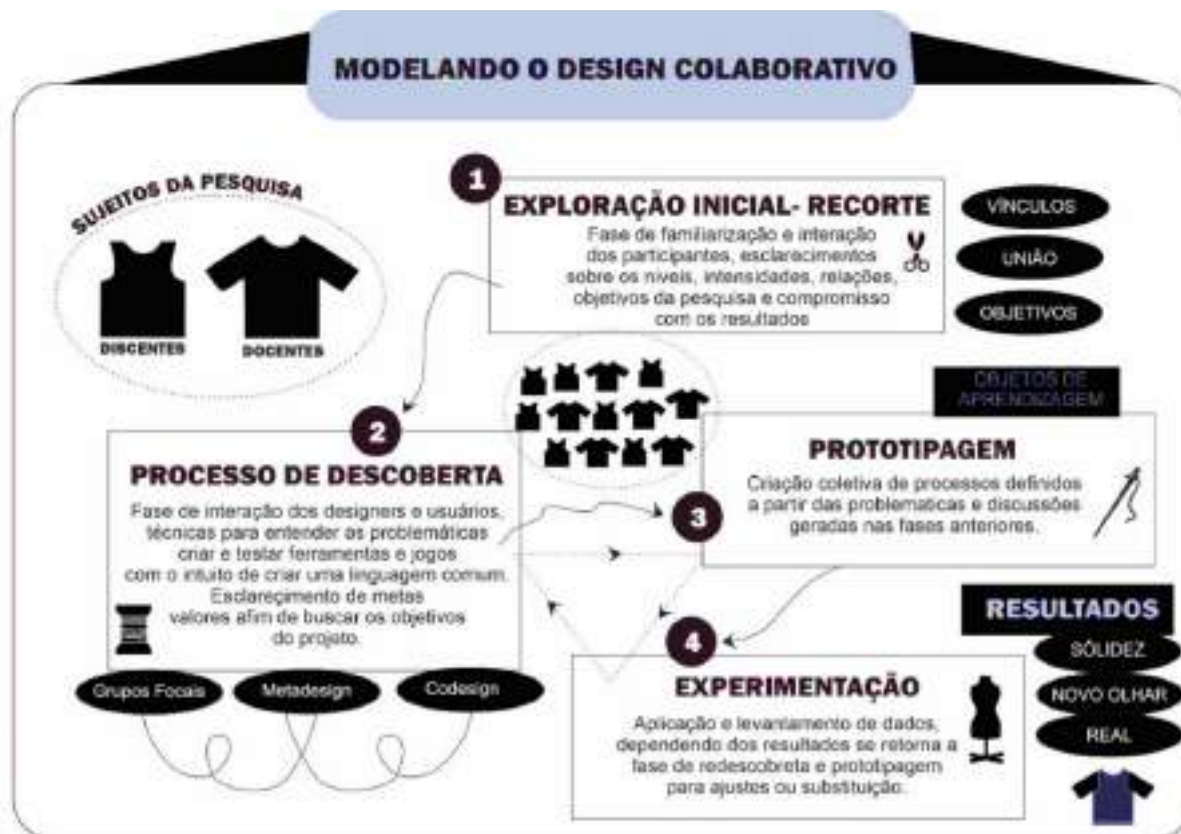 MODELANDO O DESIGN COLABORATIVO
SUJEITOS DA PESQUISA
DISCENTES
DOCENTES
1
EXPLORAÇÃO INICIAL- RECORTE
Fase de familiarização e interação
dos participantes, esclarecimentos
sobre os níveis, intensidades, relações,
objetivos da pesquisa e compromisso
com os resultados
VÍNCULOS
UNIÃO
OBJETIVOS
2
PROCESSO DE DESCOBERTA
Fase de interação dos designers e usuários,
técnicas para entender as problemáticas
criar e testar ferramentas e jogos
com o intuito de criar uma linguagem comum.
Esclareçimento de metas
valores afim de buscar os objetivos
do projeto.
Grupos Focais
Metadesign
Codesign
OBJETOS DE
APRENDIZAGEM
3
PROTOTIPAGEM
Criação coletiva de processos definidos
a partir das problematicas e discussões
geradas nas fases anteriores.
4
EXPERIMENTAÇÃO
Aplicação e levantamento de dados,
dependendo dos resultados se retorna a
fase de redescobreta e prototipagem
para ajustes ou substituição.
RESULTADOS
SÓLIDEZ
NOVO OLHAR
REAL